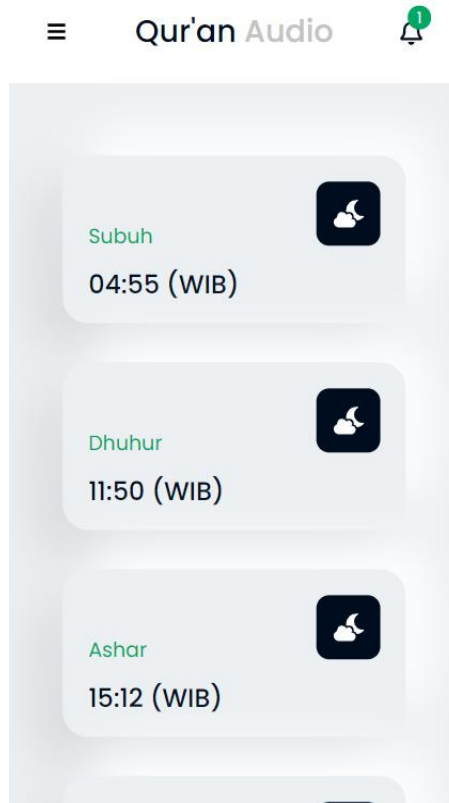 Qur'an Audio
1
Subuh
04:55 (WIB)
Dhuhur
11:50 (WIB)
Ashar
15:12 (WIB)